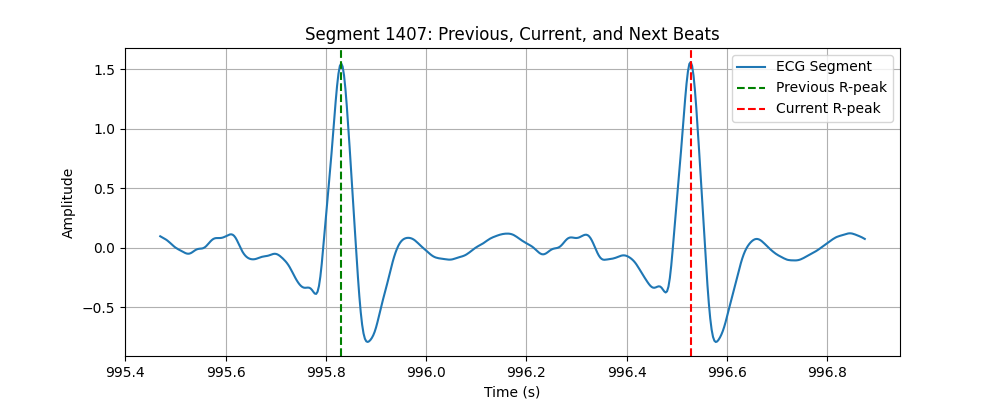 Segment 1407: Previous, Current, and Next Beats
ECG Segment
Previous R-peak
Current R-peak
Amplitude
1.5
1.0
0.5
0.0
−0.5
995.4 995.6 995.8 996.0 996.2 996.4 996.6 996.8
Time (s)